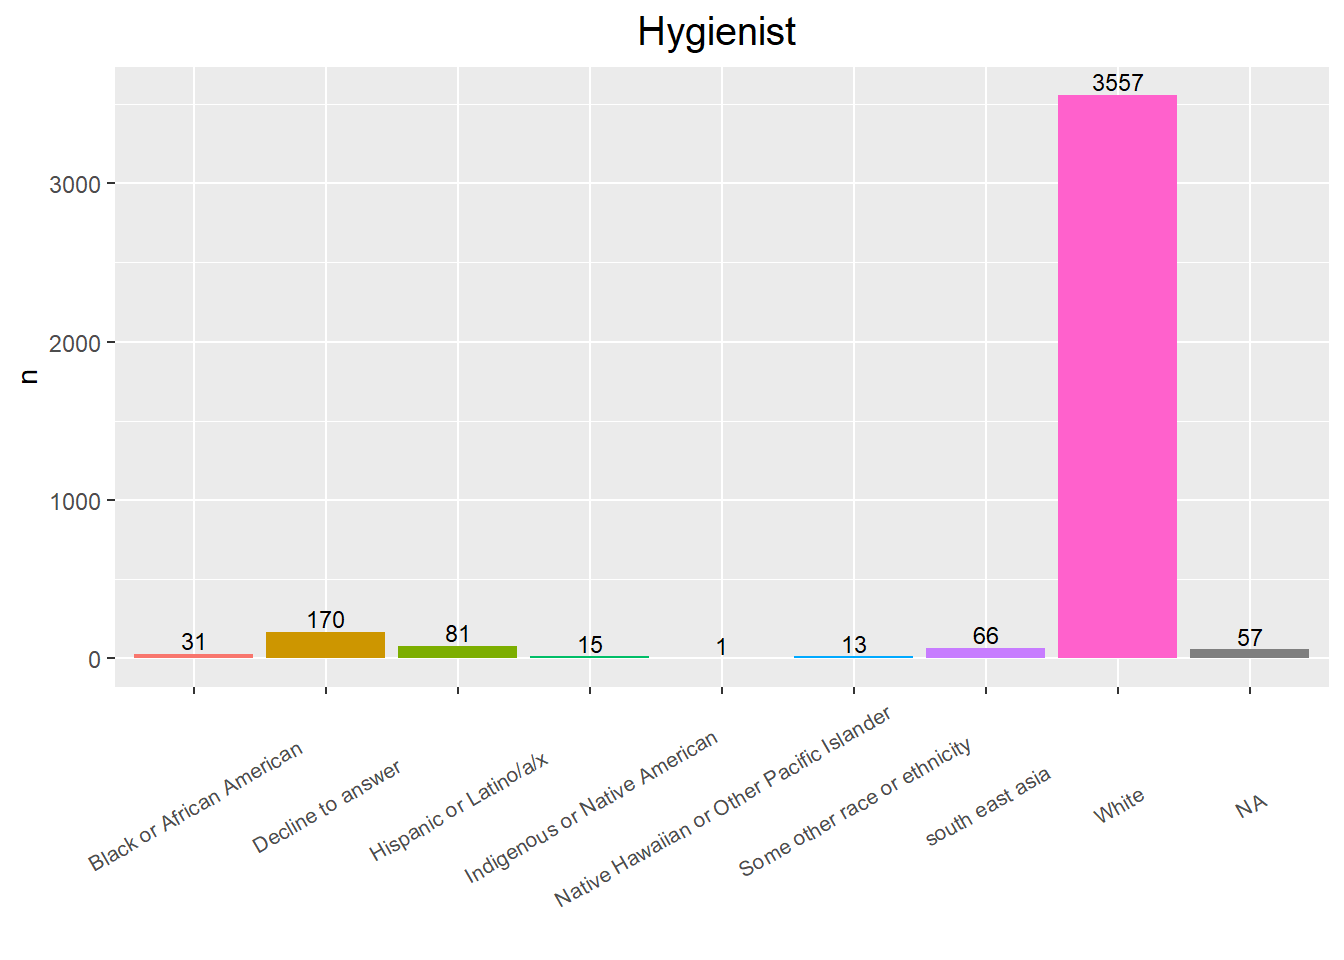 Hygienist
3557
3000
2000
n
1000
170
81
66
57
31
15
1
13
0
Black or African American
Decline to answer
Hispanic or Latino/a/x
Indigenous or Native American
Native Hawaiian or Other Pacific Islander
Some other race or ethnicity
south east asia
White
NA